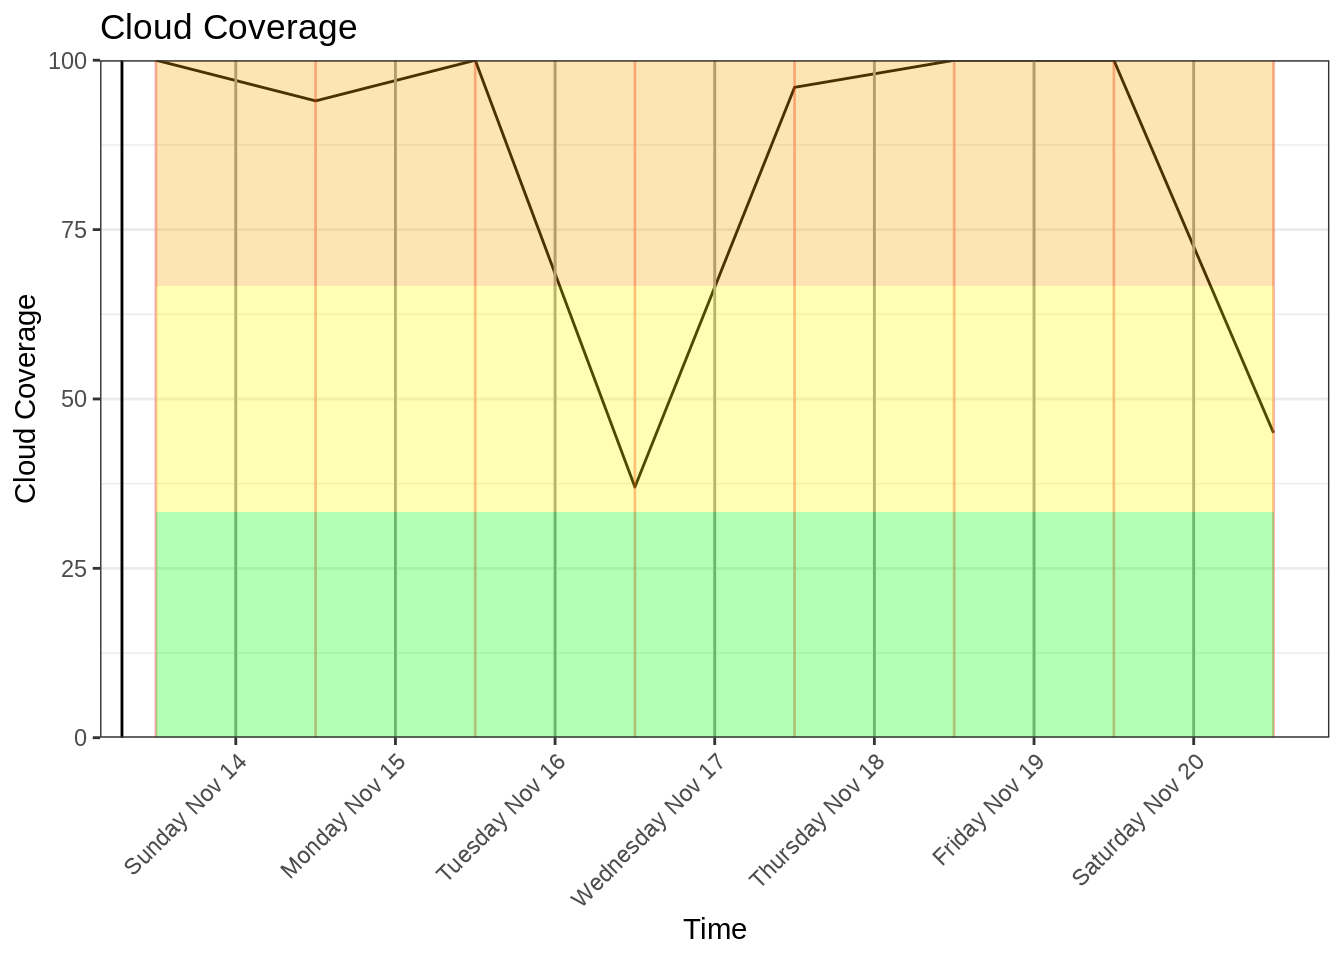 Cloud Coverage
Cloud Coverage
100
75
50
25
0
Sunday Nov 14
Monday Nov 15
Tuesday Nov 16
Wednesday Nov 17
Thursday Nov 18
Friday Nov 19
Saturday Nov 20
Time